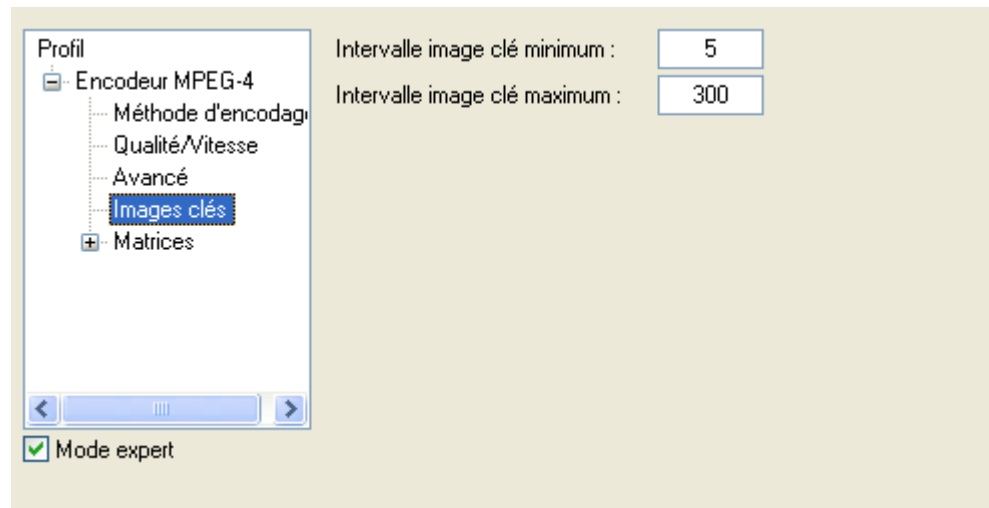 Profil
Encodeur MPEG-4
Méthode d'encodag
Qualité/Vitesse
Avancé
Images clés
Matrices
Mode expert
Intervalle image clé minimum : 5
Intervalle image clé maximum : 300